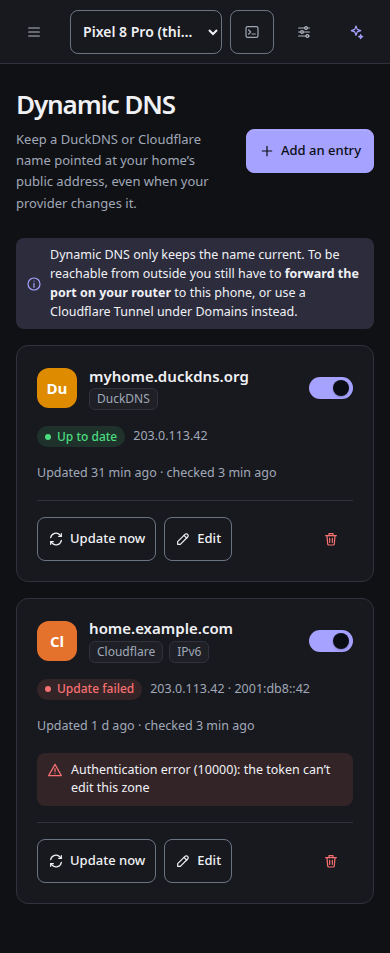 Pixel 8 Pro (thi...
Dynamic DNS
Keep a DuckDNS or Cloudflare
name pointed at your home's
public address, even when your
provider changes it.
Add an entry
Dynamic DNS only keeps the name current. To be
reachable from outside you still have to forward the
port on your router to this phone, or use a
Cloudflare Tunnel under Domains instead.
Du
myhome.duckdns.org
DuckDNS
Up to date 203.0.113.42
Updated 31 min ago · checked 3 min ago
Update now Edit
Cl
home.example.com
Cloudflare IPv6
Update failed 203.0.113.42 · 2001:db8::42
Updated 1 d ago · checked 3 min ago
Authentication error (10000): the token can't
edit this zone
Update now Edit